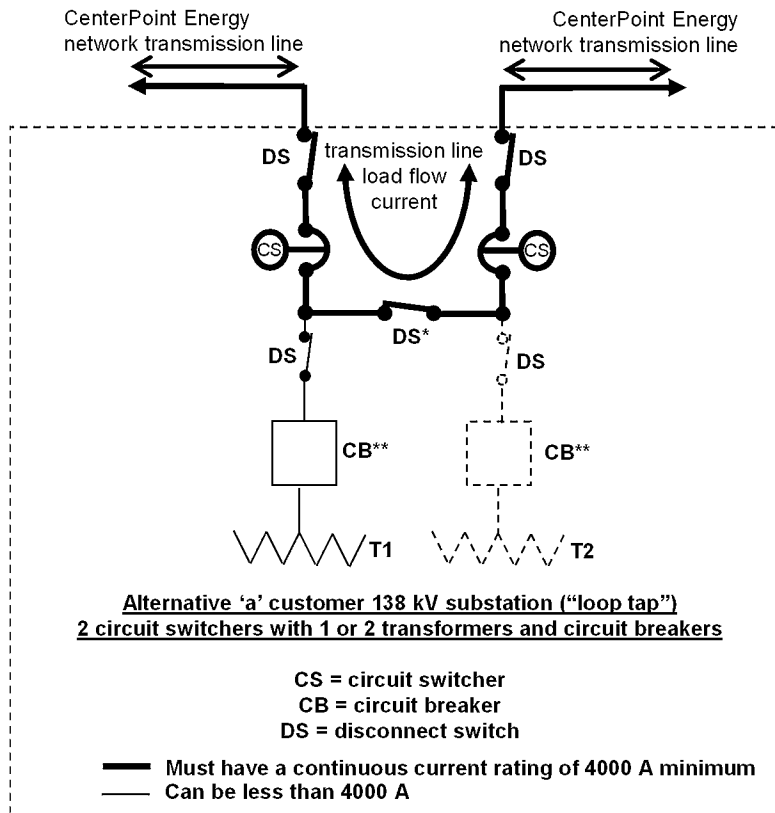 CenterPoint Energy
network transmission line
CenterPoint Energy
network transmission line
DS
transmission line
load flow
current
DS
CS
CS
DS*
DS
DS
CB**
CB**
T1
T2
Alternative ‘a’ customer 138 kV substation (“loop tap”)
2 circuit switchers with 1 or 2 transformers and circuit breakers
CS = circuit switcher
CB = circuit breaker
DS = disconnect switch
Must have a continuous current rating of 4000 A minimum
Can be less than 4000 A